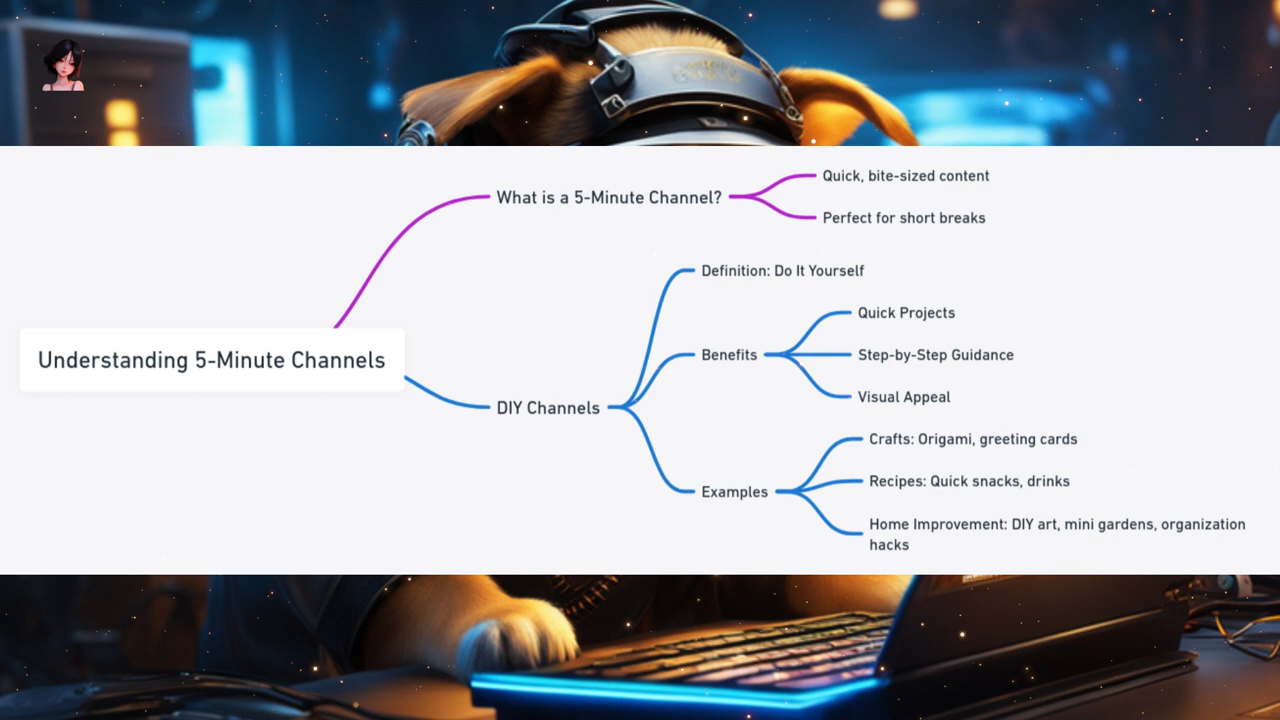 What is a 5-Minute Channel?
Quick, bite-sized content
Perfect for short breaks
Understanding 5-Minute Channels
DIY Channels
Definition: Do It Yourself
Benefits
Quick Projects
Step-by-Step Guidance
Visual Appeal
Examples
Crafts: Origami, greeting cards
Recipes: Quick snacks, drinks
Home Improvement: DIY art, mini gardens, organization
hacks